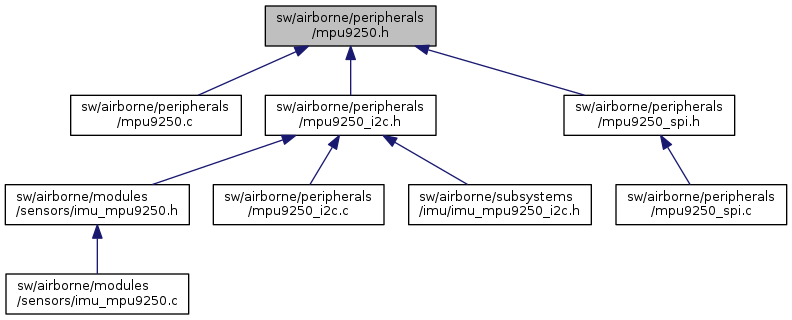 sw/airborne/peripherals
/mpu9250.h
sw/airborne/peripherals
/mpu9250.c
sw/airborne/peripherals
/mpu9250_i2c.h
sw/airborne/peripherals
/mpu9250_spi.h
sw/airborne/modules
/sensors/imu_mpu9250.h
sw/airborne/peripherals
/mpu9250_i2c.c
sw/airborne/subsystems
/imu/imu_mpu9250_i2c.h
sw/airborne/peripherals
/mpu9250_spi.c
sw/airborne/modules
/sensors/imu_mpu9250.c